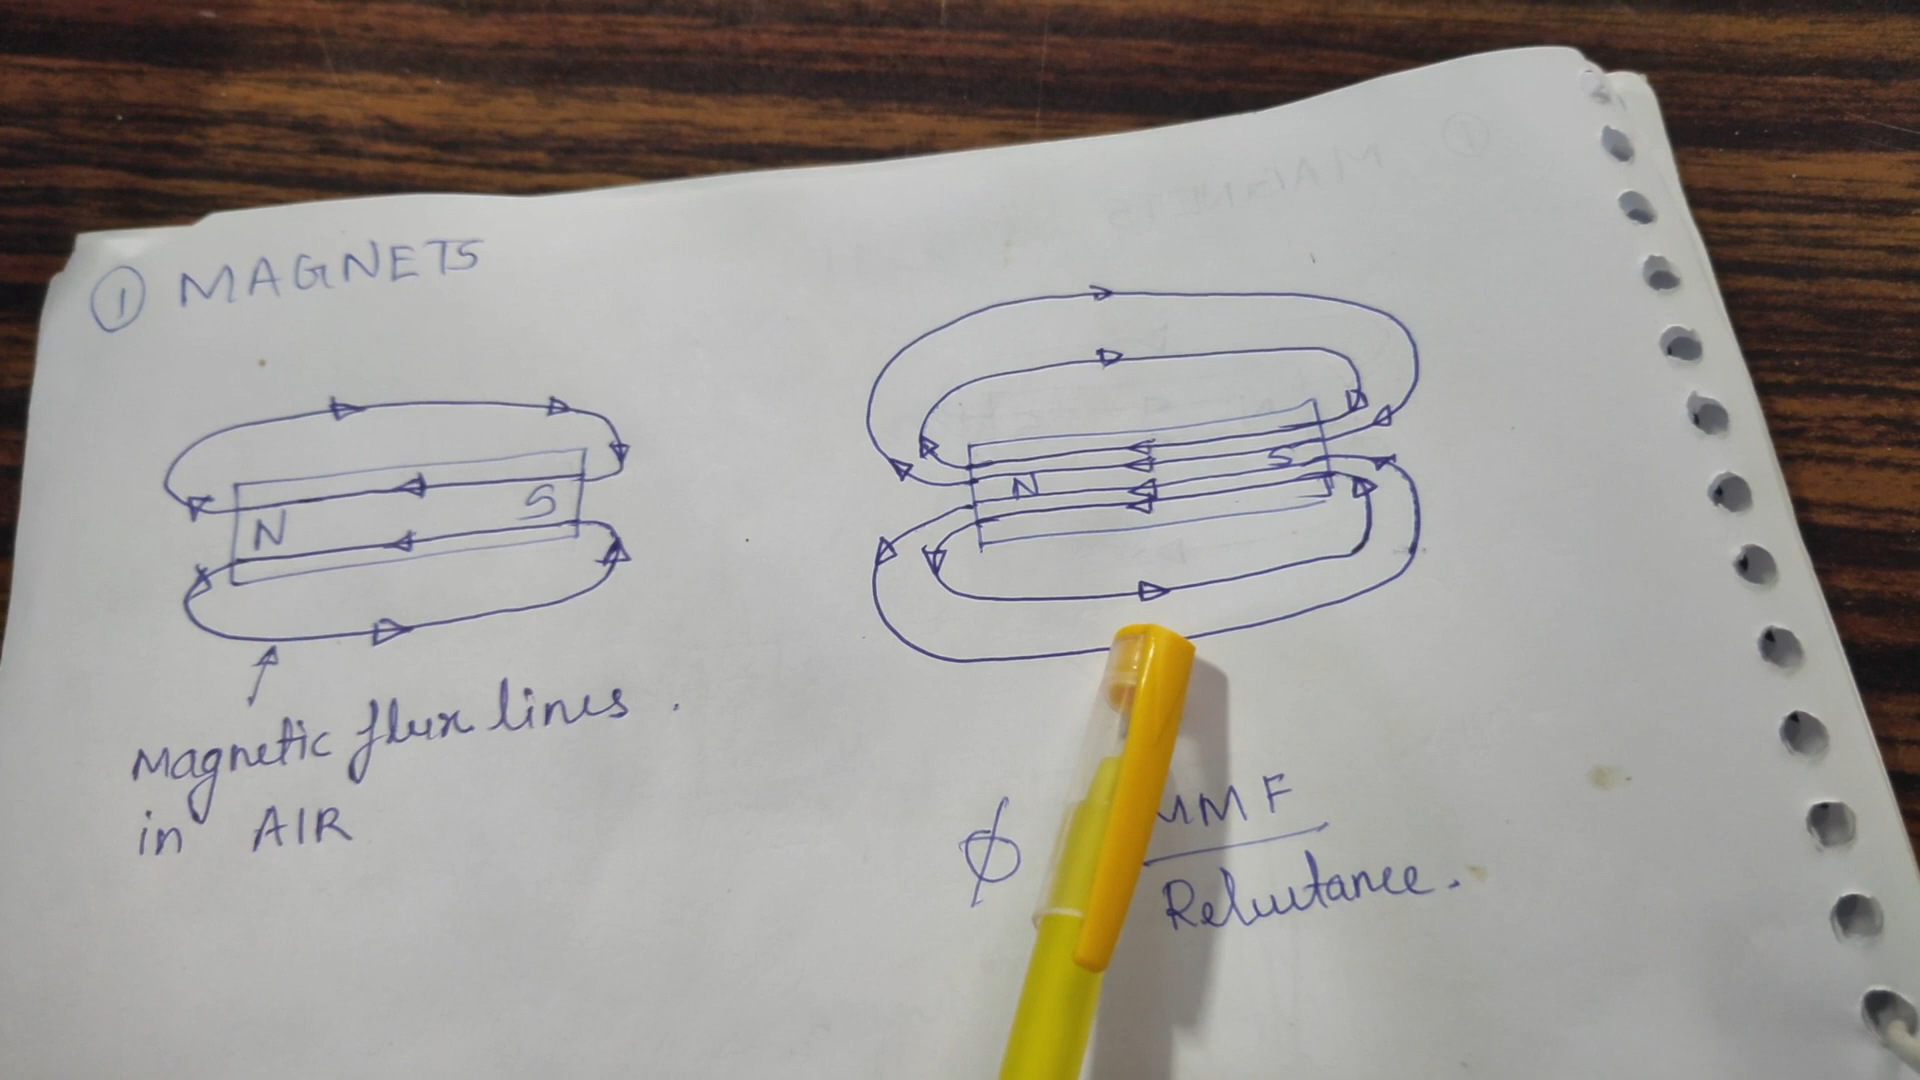 ① MAGNETS
N S
N S
Magnetic flux lines.
in AIR
ϕ MMF
Reluctance.